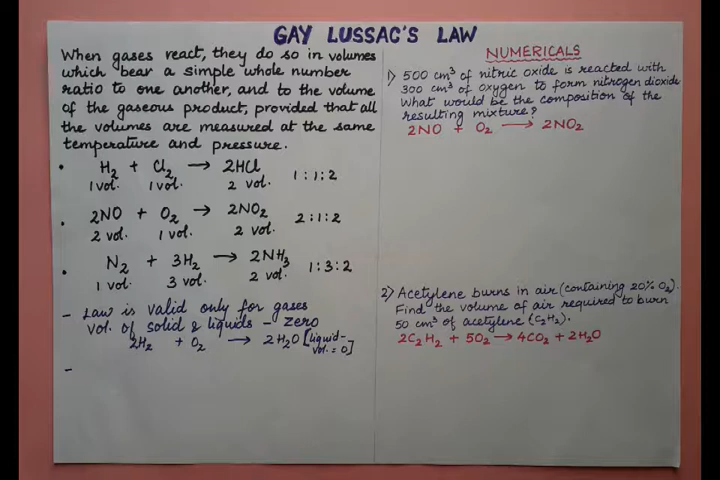 GAY LUSSAC'S LAW
When gases react, they do so in volumes
which bear a simple whole number
ratio to one another, and to the volume
of the gaseous product, provided that all
the volumes are measured at the same
temperature and pressure.
• H₂ + Cl₂ → 2HCl 1:1:2
1 vol. 1 vol. 2 vol.
• 2NO + O₂ → 2NO₂ 2:1:2
2 vol. 1 vol. 2 vol.
• N₂ + 3H₂ → 2NH₃ 1:3:2
1 vol. 3 vol. 2 vol.
– Law is valid only for gases
Vol. of solid & liquids – zero
2H₂ + O₂ → 2H₂O [liquid-
vol. = 0]
–
NUMERICALS
1) 500 cm³ of nitric oxide is reacted with
300 cm³ of oxygen to form nitrogen dioxide
What would be the composition of the
resulting mixture?
2NO + O₂ → 2NO₂
2) Acetylene burns in air (containing 20% O₂).
Find the volume of air required to burn
50 cm³ of acetylene (C₂H₂).
2C₂H₂ + 5O₂ → 4CO₂ + 2H₂O